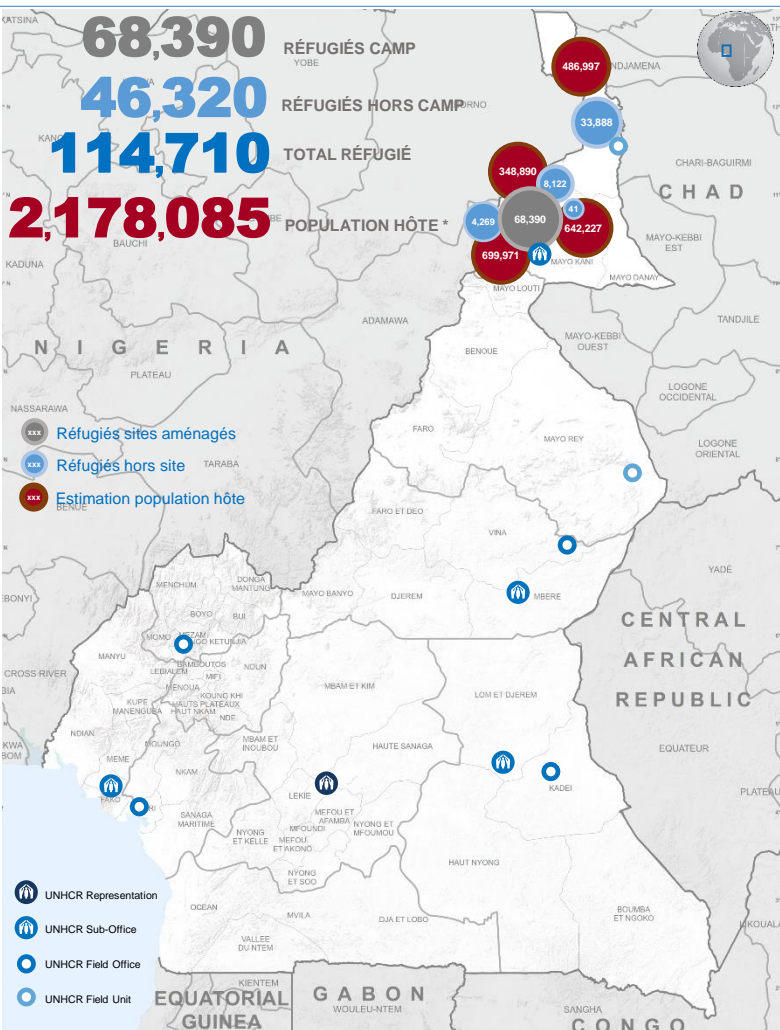 KATSINA
68,390 RÉFUGIÉS CAMP
YOBE
486,997
NDJAMENA
46,320 RÉFUGIÉS HORS CAMP
33,888
114,710 TOTAL RÉFUGIÉ
CHARI-BAGUIRMI
348,890
8,122
CHAD
2,178,085 POPULATION HÔTE *
4,269
68,390
41
642,227
BAUCHI
699,971
MAYO-KEBBI
EST
KADUNA
MAYO KANI
MAYO DANAY
MAYO LOUTI
ADAMAWA
TANDJILE
NIGERIA
MAYO-KEBBI
OUEST
BENOUE
PLATEAU
LOGONE
OCCIDENTAL
NASSARAWA
FARO
MAYO REY
xxx Réfugiés sites aménagés
LOGONE
ORIENTAL
xxx Réfugiés hors site
TARABA
xxx Estimation population hôte
BENUE
FARO ET DEO
VINA
YADÉ
MENCHUM
DONGA
MANTUNG
EBONYI
MAYO BANYO
DJEREM
MBERE
BOYO
BUI
CENTRAL
AFRICAN
REPUBLIC
MOMO
MEZAM
NGO KETUNJIA
MANYU
BAMBOUTOS
LEBIALEM
NOUN
MIFI
CROSS RIVER
MENOUA
MBAM ET KIM
LOM ET DJEREM
KOUNG KHI
HAUTS PLATEAUX
KUPE
MANENGUBA
HAUT NKAM
NDE
NDIAN
MBAM ET
INOUBOU
HAUTE SANAGA
EQUATEUR
MOUNGO
MEME
NKAM
KADEI
PLATEAU
FAKO
LEKIE
SANAGA
MARITIME
MEFOU ET
AFAMBA
NYONG ET
MFOUMOU
MFOUNDI
NYONG
ET KELLE
MEFOU
ET AKONO
HAUT NYONG
NYONG
ET SOO
UNHCR Representation
OCEAN
MVILA
DJA ET LOBO
BOUMBA
ET NGOKO
UNHCR Sub-Office
VALLEE
DU NTEM
UNHCR Field Office
KIENTEM
UNHCR Field Unit
EQUATORIAL
GUINEA
GABON
WOULEU-NTEM
SANGHA
CONGO